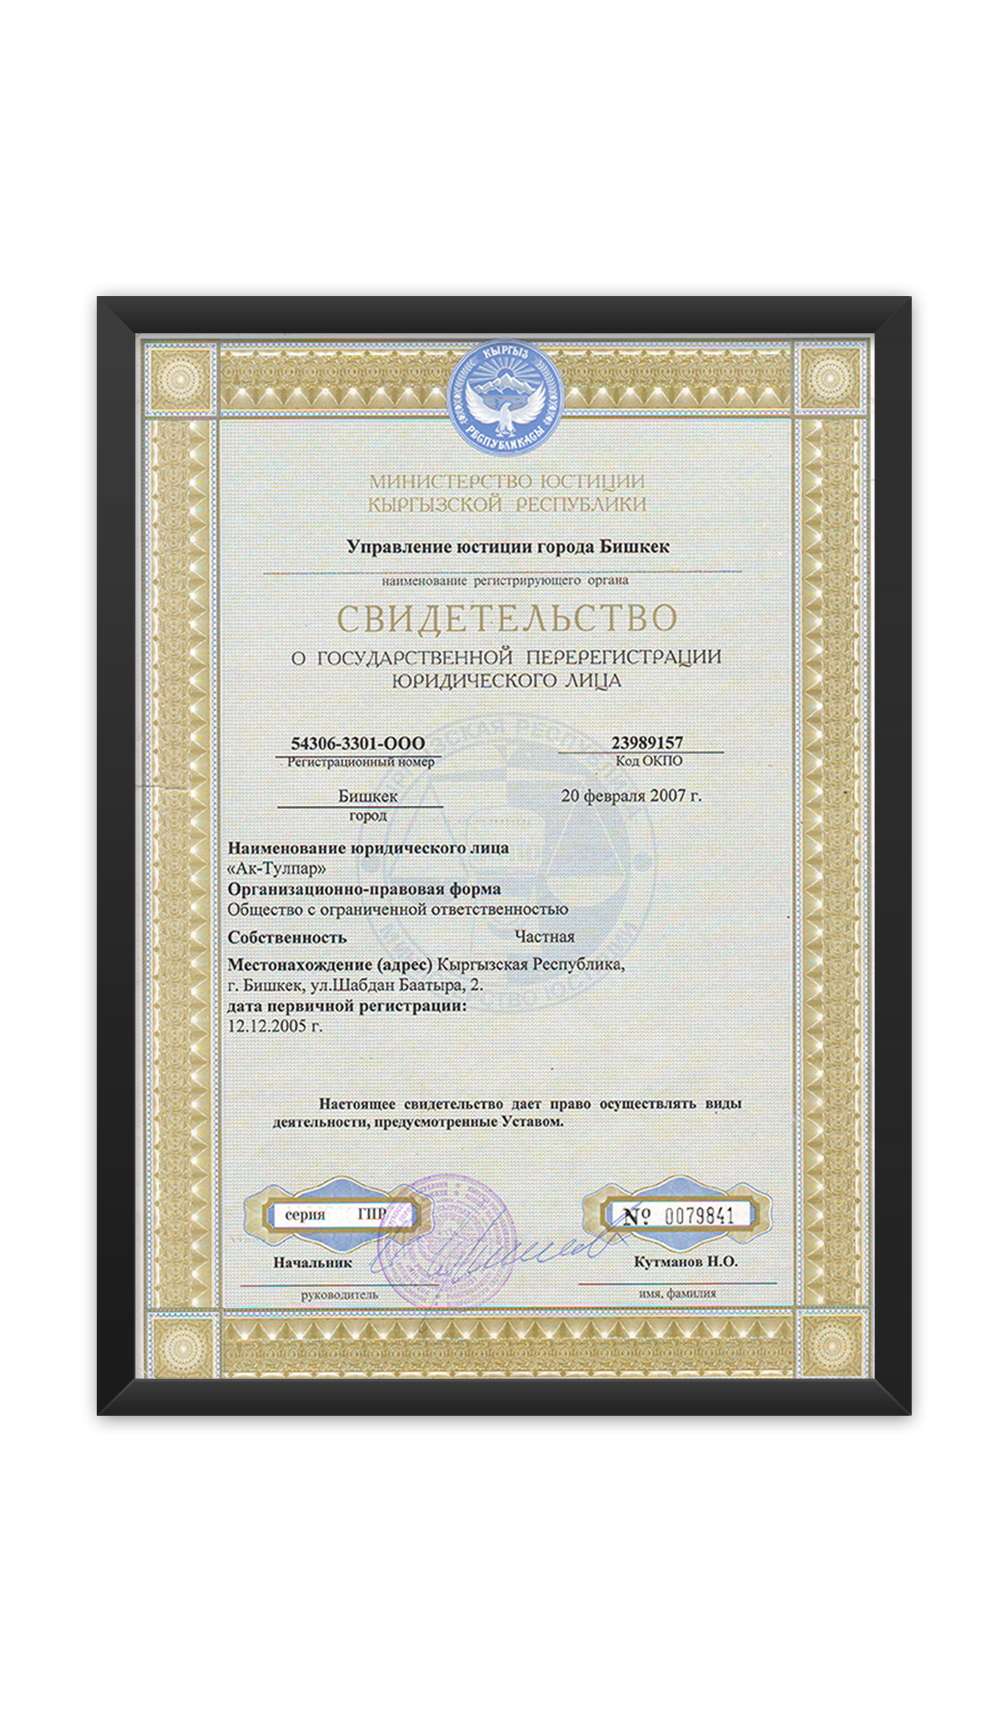 КЫРГЫЗ
РЕСПУБЛИКАСЫ
МИНИСТЕРСТВО ЮСТИЦИИ
КЫРГЫЗСКОЙ РЕСПУБЛИКИ
Управление юстиции города Бишкек
наименование регистрирующего органа
СВИДЕТЕЛЬСТВО
О ГОСУДАРСТВЕННОЙ ПЕРЕРЕГИСТРАЦИИ
ЮРИДИЧЕСКОГО ЛИЦА
54306-3301-ООО 23989157
Регистрационный номер Код ОКПО
Бишкек 20 февраля 2007 г.
город
Наименование юридического лица
«Ак-Тулпар»
Организационно-правовая форма
Общество с ограниченной ответственностью
Собственность Частная
Местонахождение (адрес) Кыргызская Республика,
г. Бишкек, ул.Шабдан Баатыра, 2.
дата первичной регистрации:
12.12.2005 г.
Настоящее свидетельство дает право осуществлять виды
деятельности, предусмотренные Уставом.
серия ГПР № 0079841
Начальник Кутманов Н.О.
руководитель имя, фамилия